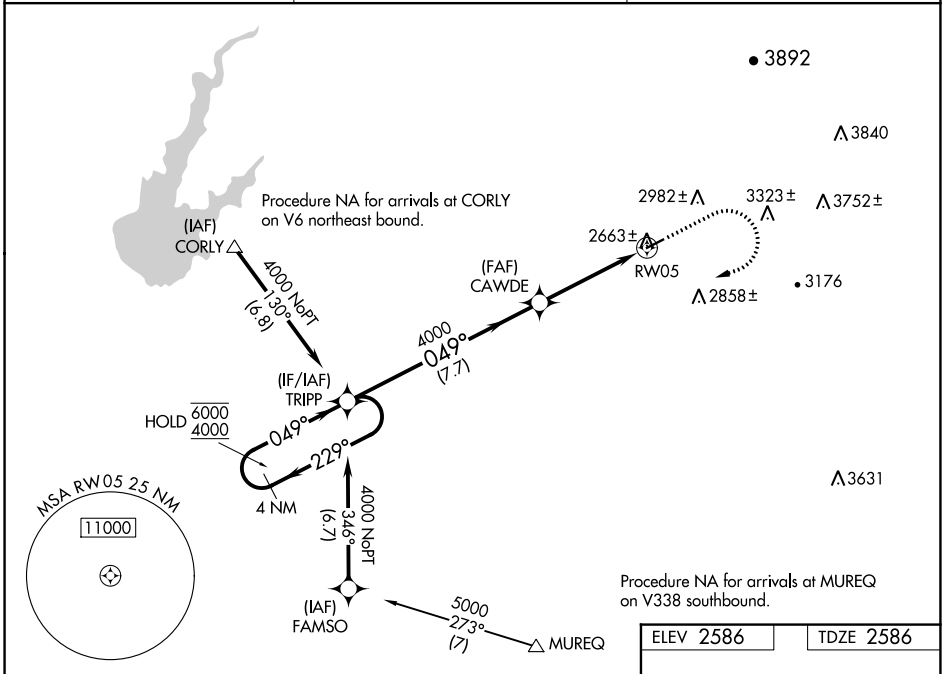 3892
3840
Procedure NA for arrivals at CORLY
on V6 northeast bound.
2982±
3323±
3752±
(IAF)
CORLY
2663±
RW05
4000 NoPT
130°
(6.8)
(FAF)
CAWDE
3176
2858±
4000
049°
(7.7)
(IF/IAF)
TRIPP
HOLD 6000
4000
049°
229°
4 NM
3631
MSA RW05 25 NM
11000
4000 NoPT
346°
(6.7)
(IAF)
FAMSO
5000
273°
(7)
MUREQ
Procedure NA for arrivals at MUREQ
on V338 southbound.
ELEV 2586
TDZE 2586